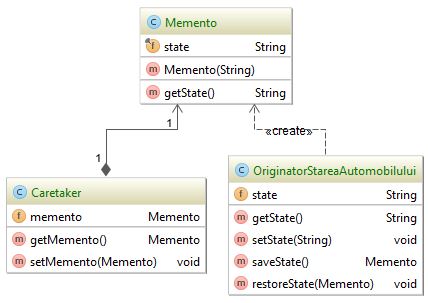 Memento
state String
Memento(String)
getState() String
1
«create»
1
Caretaker
memento Memento
getMemento() Memento
setMemento(Memento) void
OriginatorStareaAutomobilului
state String
getState() String
setState(String) void
saveState() Memento
restoreState(Memento) void